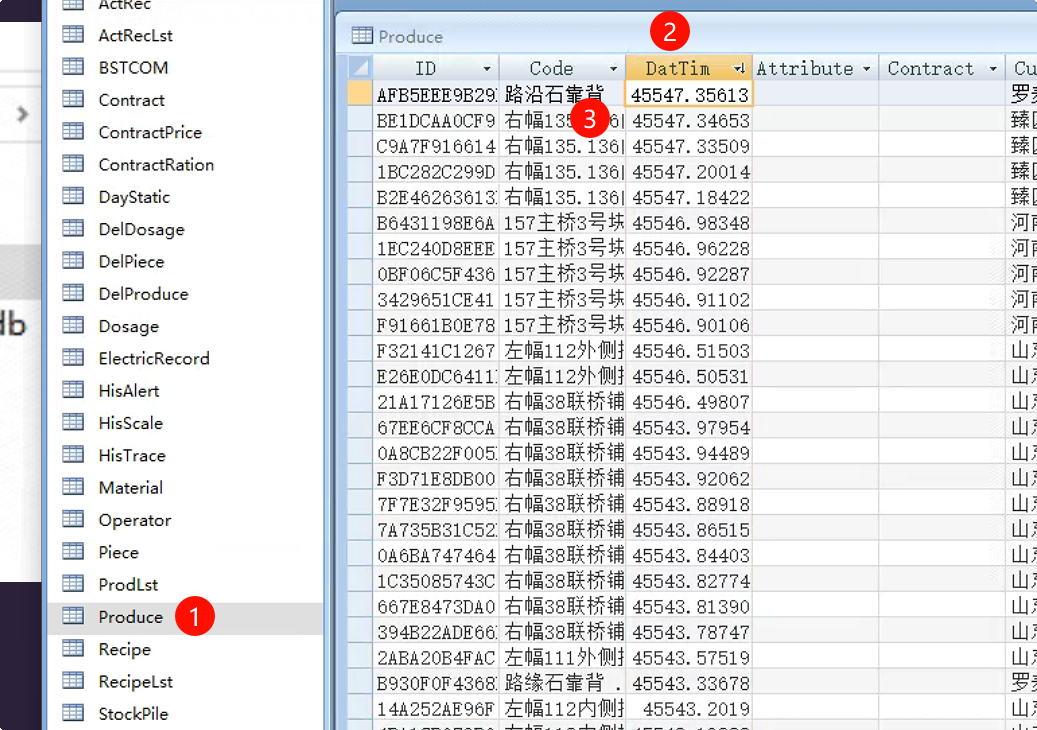 ActRec
ActRecLst
BSTCOM
Contract
ContractPrice
ContractRation
DayStatic
DelDosage
DelPiece
DelProduce
Dosage
ElectricRecord
HisAlert
HisScale
HisTrace
Material
Operator
Piece
ProdLst
Produce 1
Recipe
RecipeLst
StockPile
db
Produce
2
3
ID Code DatTim Attribute Contract Cu
AFB5EEE9B29 路沿石靠背 45547.35613 罗
BE1DCAA0CF9 右幅135. 45547.34653 臻
C9A7F916614 右幅135.136 45547.33509 臻
1BC282C299D 右幅135.136 45547.20014 臻
B2E46263613 右幅135.136 45547.18422 臻
B6431198E6A 157主桥3号块 45546.98348 河
1EC240D8EEE 157主桥3号块 45546.96228 河
0BF06C5F436 157主桥3号块 45546.92287 河
3429651CE41 157主桥3号块 45546.91102 河
F91661B0E78 157主桥3号块 45546.90106 河
F32141C1267 左幅112外侧 45546.51503 山
E26E0DC6411 左幅112外侧 45546.50531 山
21A17126E5B 右幅38联桥铺 45546.49807 山
67EE6CF8CCA 右幅38联桥铺 45543.97954 山
0A8CB22F005 右幅38联桥铺 45543.94489 山
F3D71E8DB00 右幅38联桥铺 45543.92062 山
7F7E32F9595 右幅38联桥铺 45543.88918 山
7A735B31C52 右幅38联桥铺 45543.86515 山
0A6BA747464 右幅38联桥铺 45543.84403 山
1C35085743C 右幅38联桥铺 45543.82774 山
667E8473DA0 右幅38联桥铺 45543.81390 山
394B22ADE66 右幅38联桥铺 45543.78747 山
2ABA20B4FAC 左幅111外侧 45543.57519 山
B930F0F4368 路缘石靠背 . 45543.33678 罗
14A252AE96F 左幅112内侧 45543.2019 山